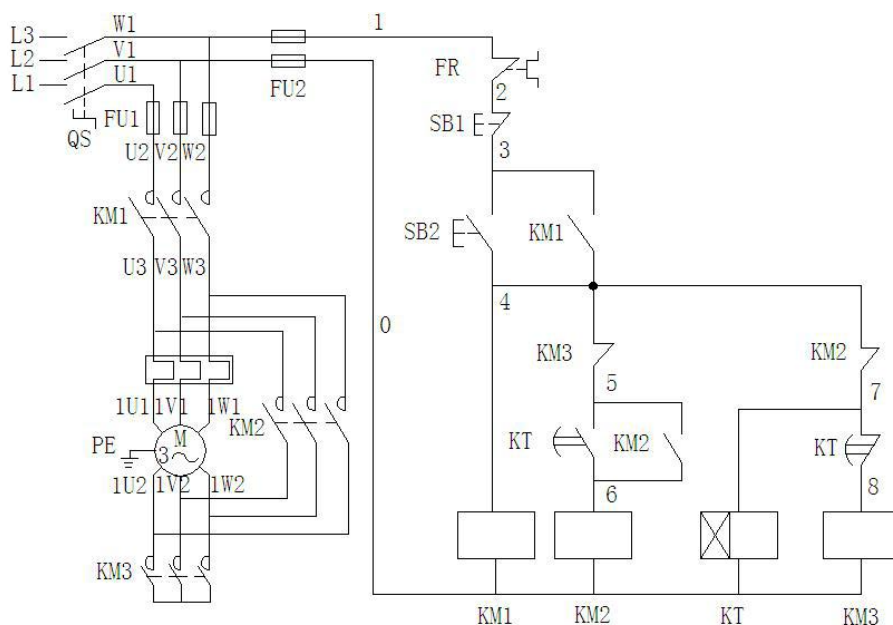 L3 W1 1
L2 V1
L1 U1
FU2
FR
2
FU1
QS
SB1
U2 V2 W2
3
KM1
SB2 KM1
U3 V3 W3
4
0
KM3 KM2
5 7
1U1 1V1 1W1
KM2
KT KM2 KT
PE M
3
1U2 1V2 1W2
6 8
KM3
KM1 KM2 KT KM3